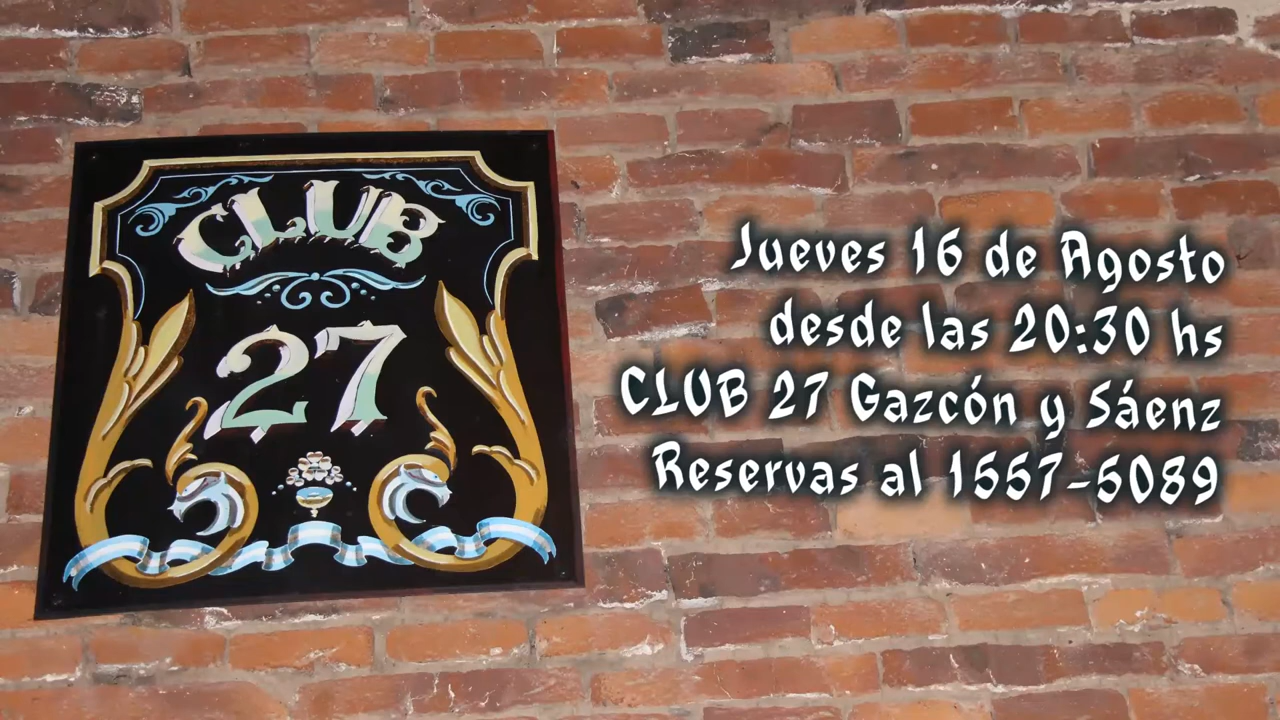 CLUB
27
Jueves 16 de Agosto
desde las 20:30 hs
CLUB 27 Gazcón y Sáenz
Reservas al 1557-5089